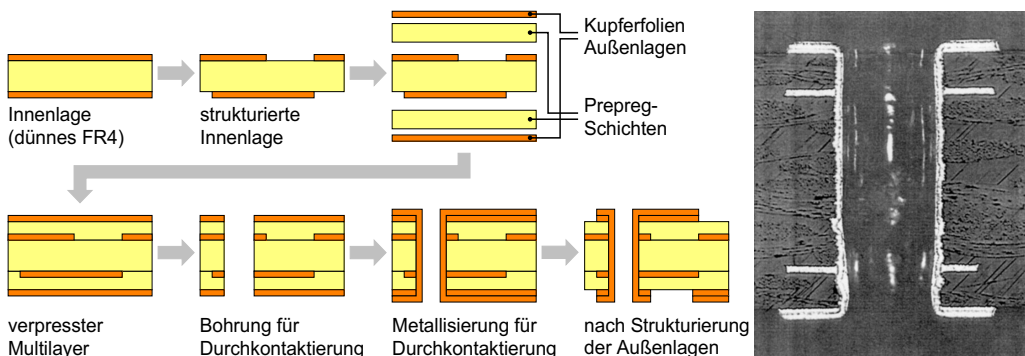 Kupferfolien
Außenlagen
Innenlage
(dünnes FR4)
strukturierte
Innenlage
Prepreg-
Schichten
verpresster
Multilayer
Bohrung für
Durchkontaktierung
Metallisierung für
Durchkontaktierung
nach Strukturierung
der Außenlagen